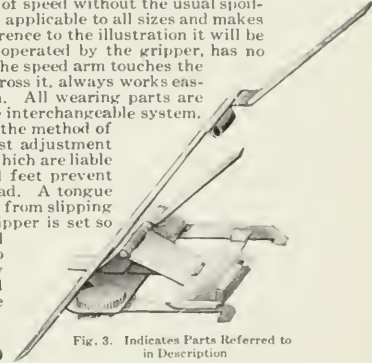 of speed without the usual spoil-
applicable to all sizes and makes
rence to the illustration it will be
operated by the gripper, has no
he speed arm touches the
ross it, always works eas-
. All wearing parts are
interchangeable system.
the method of
st adjustment
hich are liable
feet prevent
ad. A tongue
from slipping
ipper is set so
Fig. 3. Indicates Parts Referred to
in Description